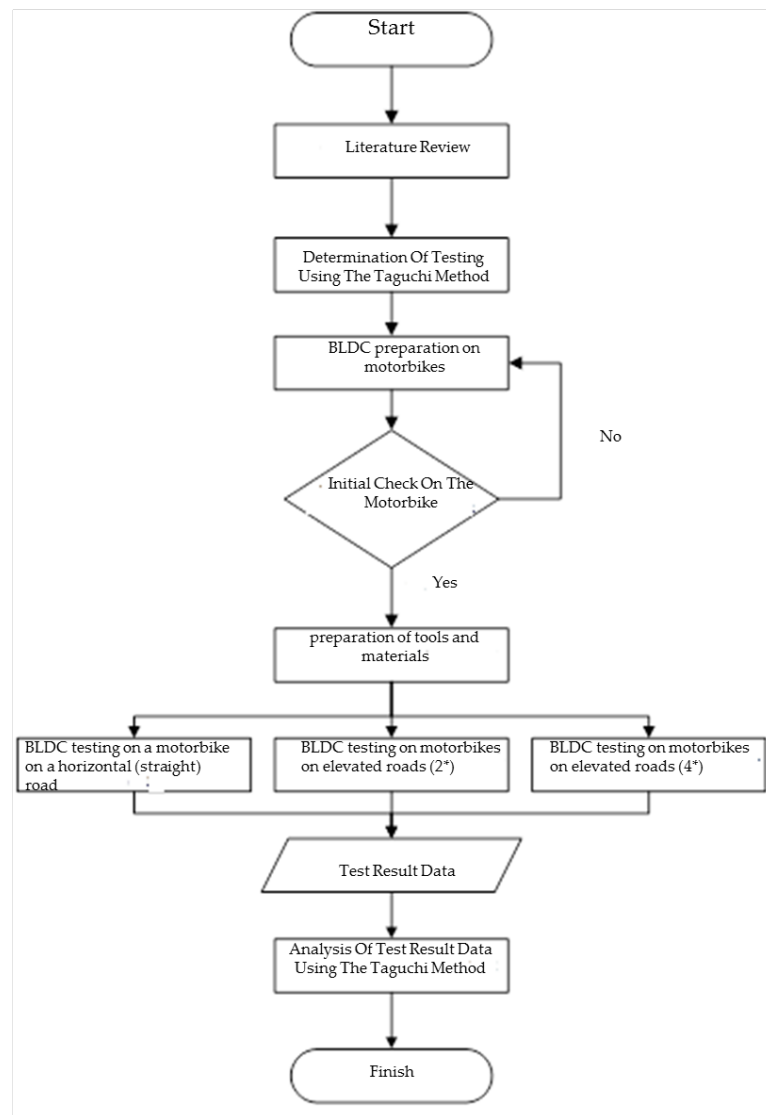 Start
Literature Review
Determination Of Testing
Using The Taguchi Method
BLDC preparation on
motorbikes
No
Initial Check On The
Motorbike
Yes
preparation of tools and
materials
BLDC testing on a motorbike
on a horizontal (straight)
road
BLDC testing on motorbikes
on elevated roads (2*)
BLDC testing on motorbikes
on elevated roads (4*)
Test Result Data
Analysis Of Test Result Data
Using The Taguchi Method
Finish